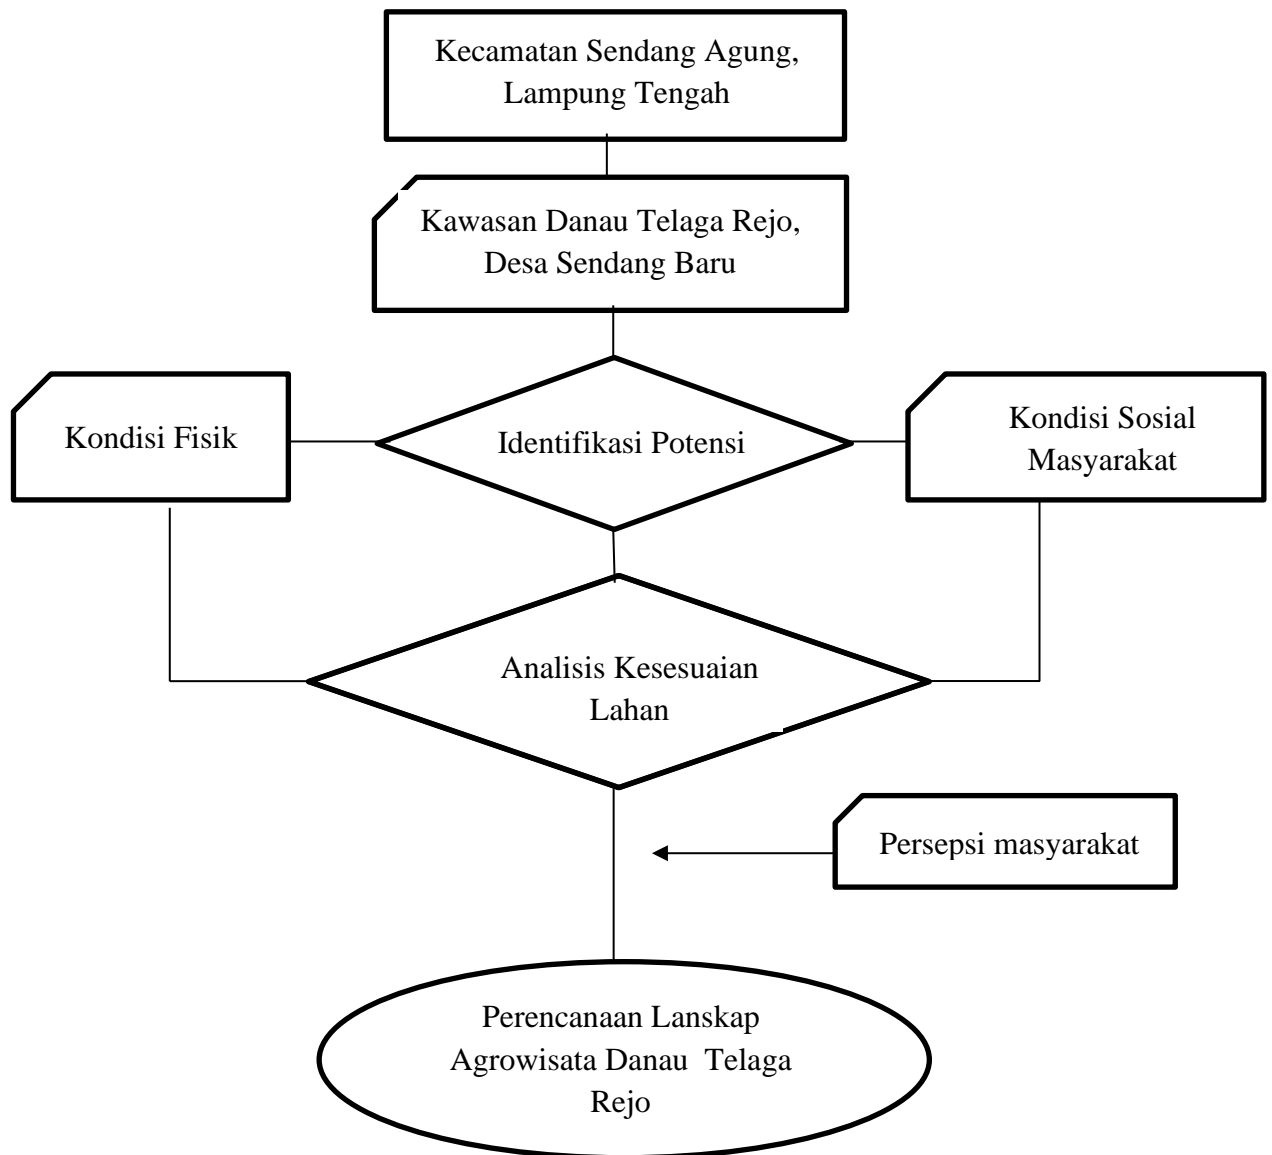 Kecamatan Sendang Agung,
Lampung Tengah
Kawasan Danau Telaga Rejo,
Desa Sendang Baru
Kondisi Fisik
Identifikasi Potensi
Kondisi Sosial
Masyarakat
Analisis Kesesuaian
Lahan
Persepsi masyarakat
Perencanaan Lanskap
Agrowisata Danau  Telaga
Rejo